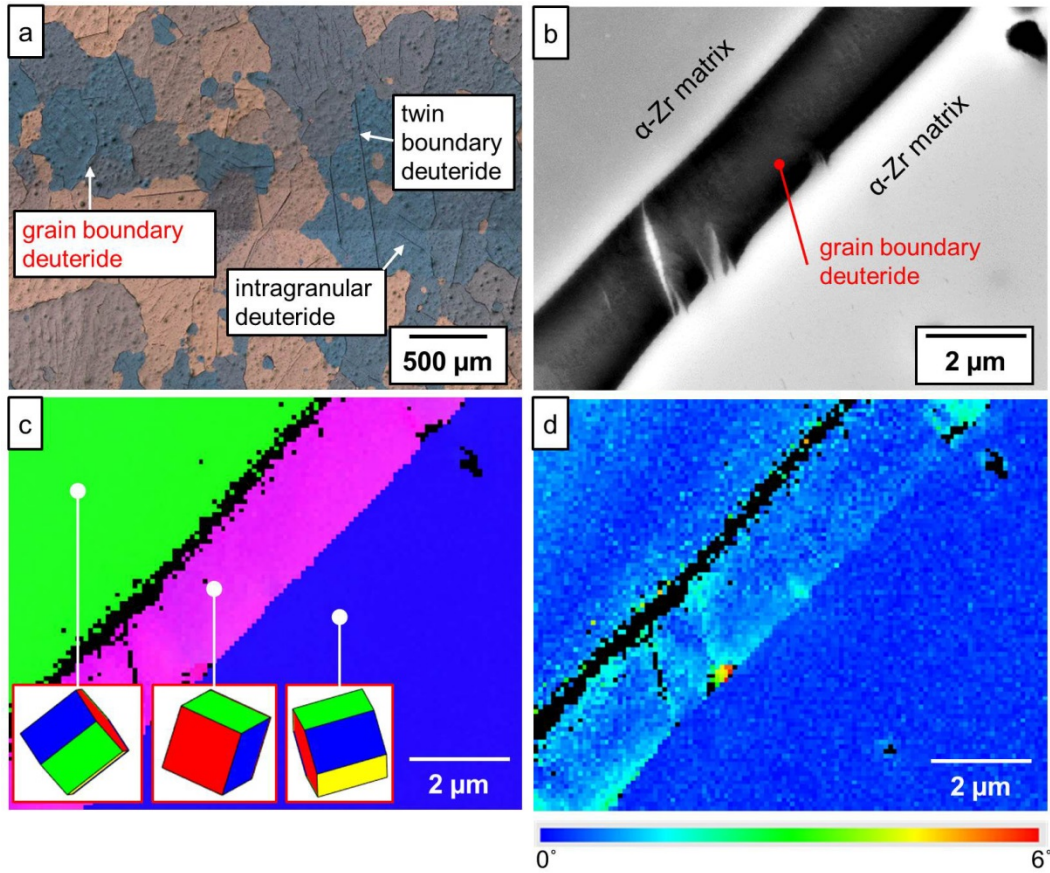 a
twin
boundary
deuteride
grain boundary
deuteride
intragranular
deuteride
500 µm
b
α-Zr matrix
α-Zr matrix
grain boundary
deuteride
2 µm
c
2 µm
d
2 µm
0°
6°